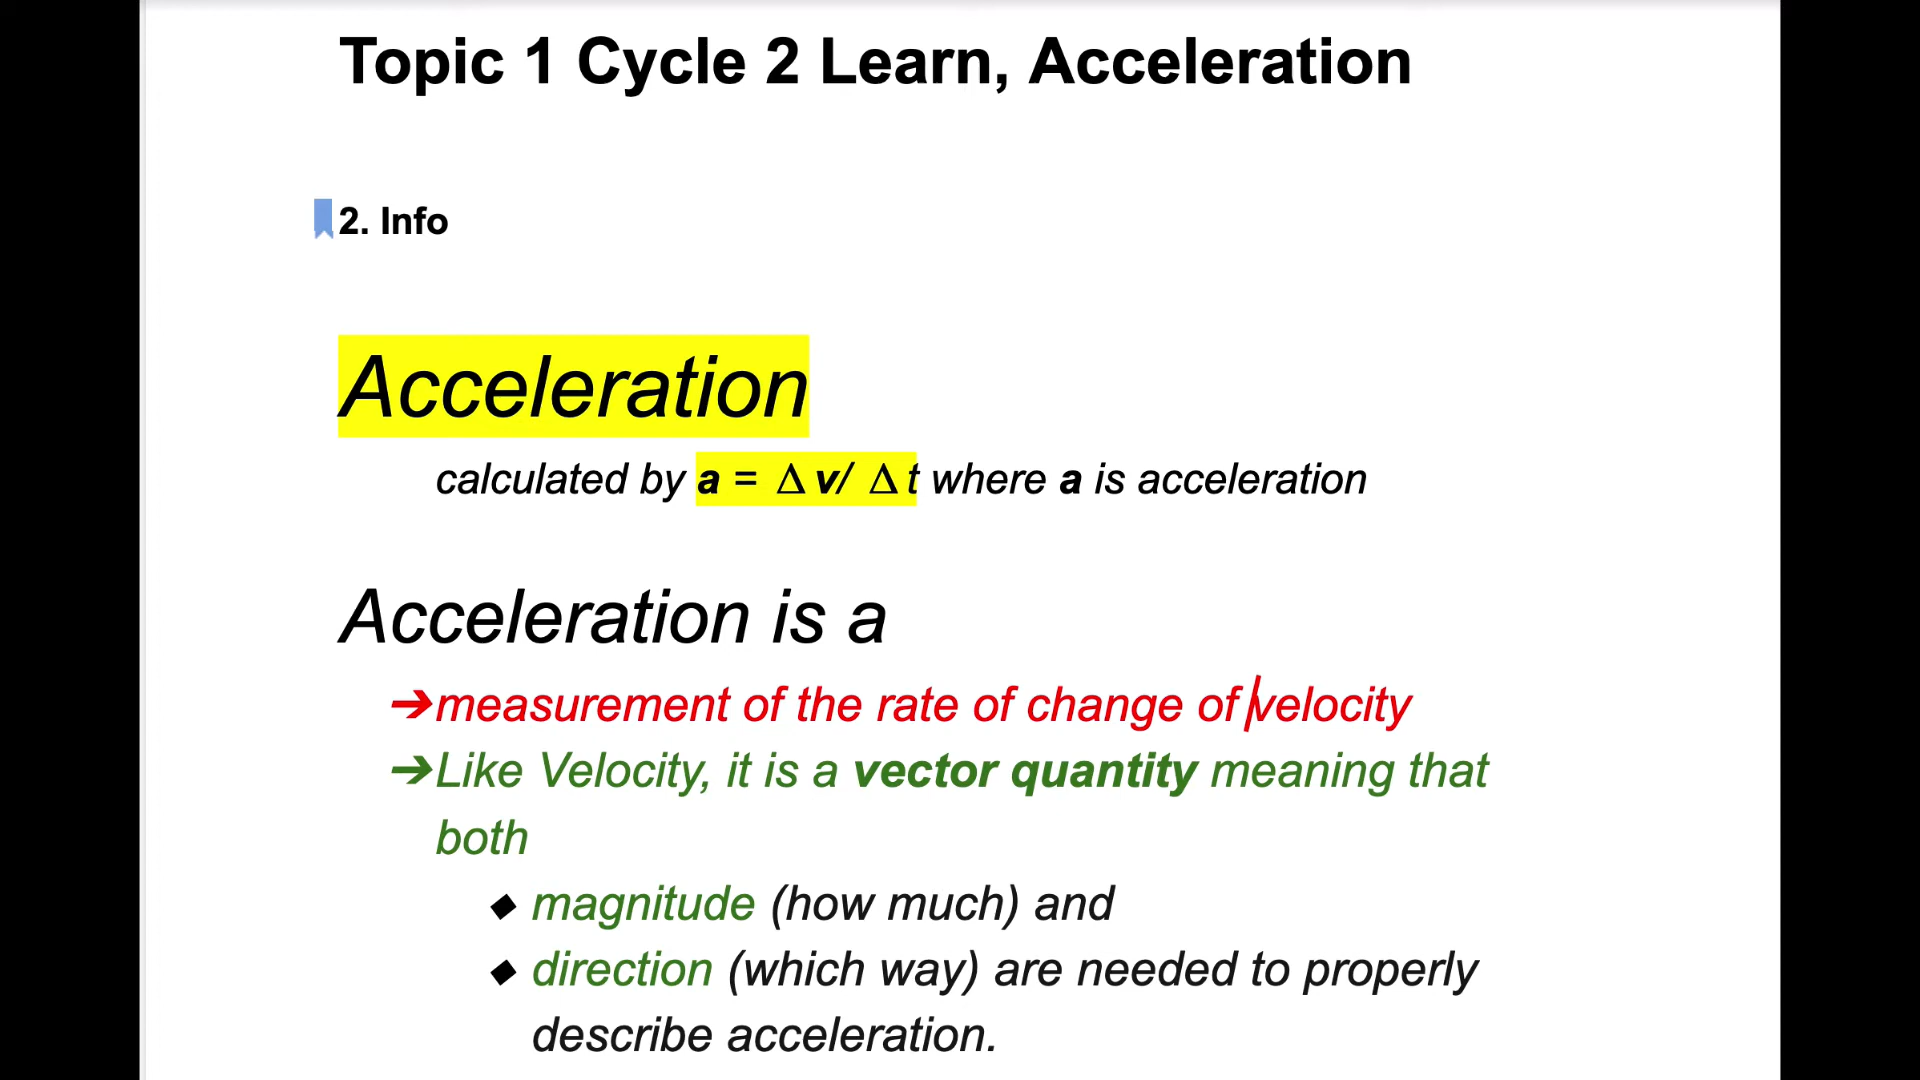 Topic 1 Cycle 2 Learn, Acceleration
2. Info
Acceleration
calculated by a = Δ v/ Δ t where a is acceleration
Acceleration is a
➔measurement of the rate of change of velocity
➔Like Velocity, it is a vector quantity meaning that
both
◆ magnitude (how much) and
◆ direction (which way) are needed to properly
describe acceleration.